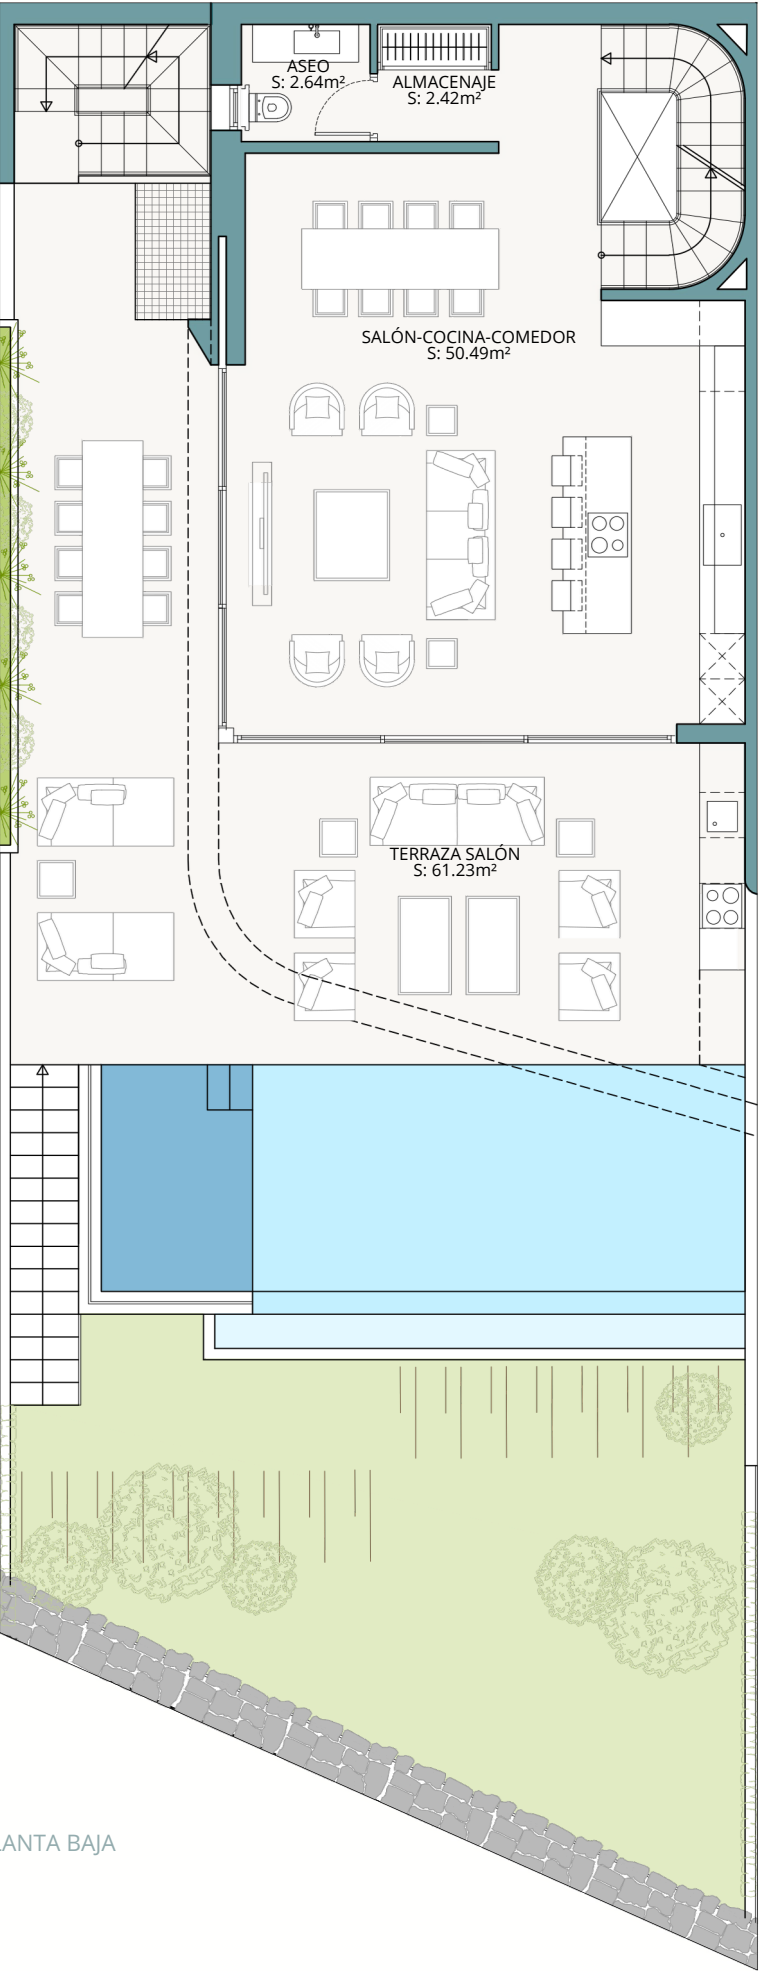 ASEO
S: 2.64m²
ALMACENAJE
S: 2.42m²
SALÓN-COCINA-COMEDOR
S: 50.49m²
TERRAZA SALÓN
S: 61.23m²
LANTA BAJA